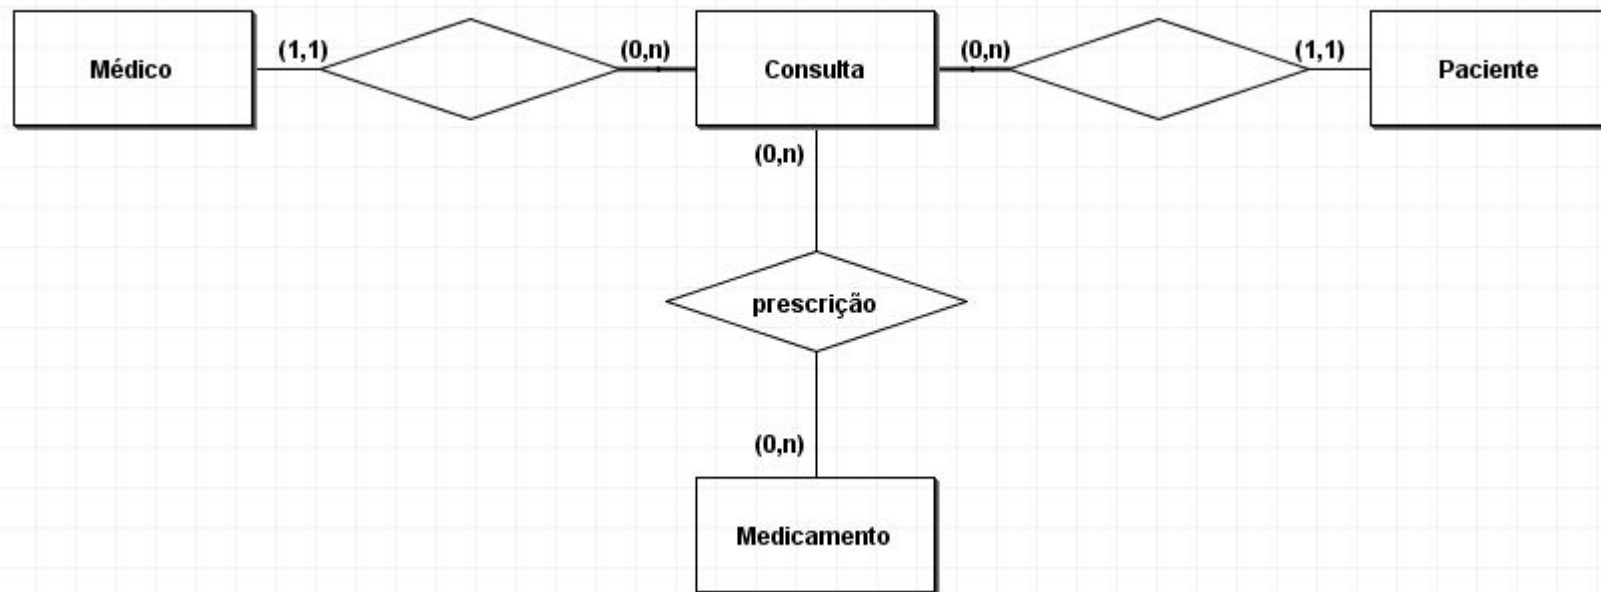 Médico (1,1) (0,n) Consulta (0,n) (1,1) Paciente
(0,n)
prescrição
(0,n)
Medicamento